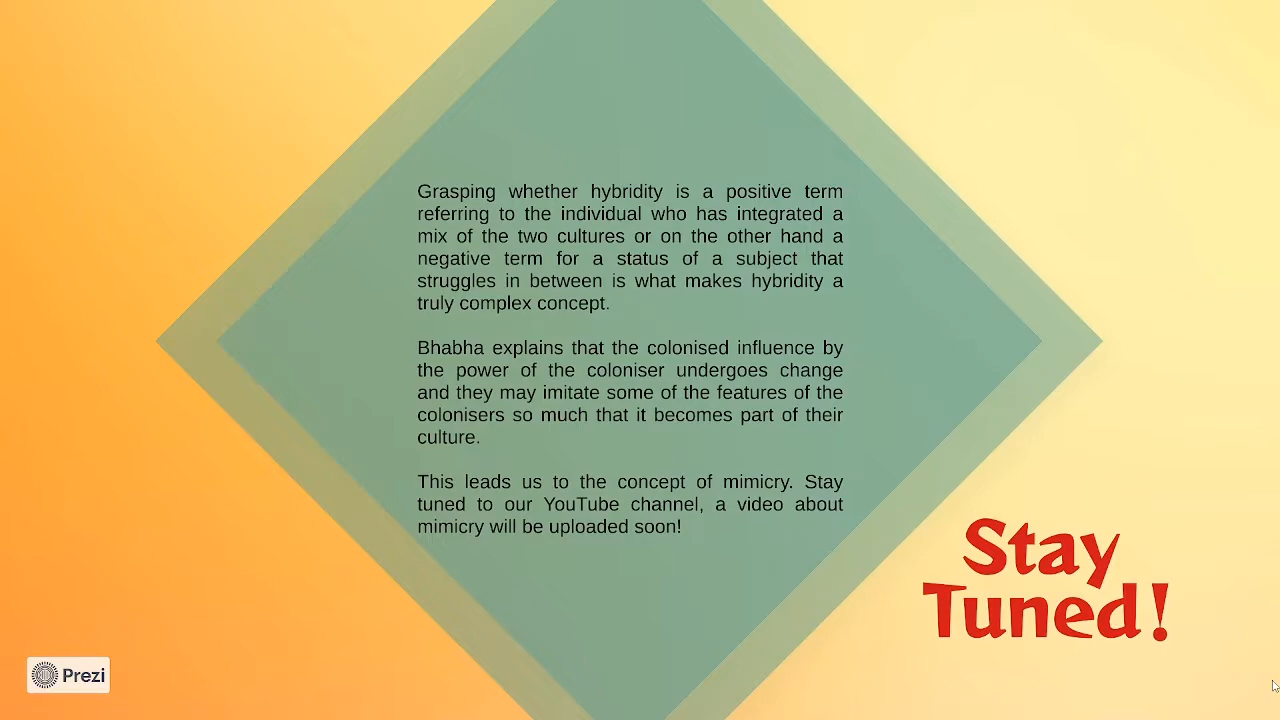 Grasping whether hybridity is a positive term
referring to the individual who has integrated a
mix of the two cultures or on the other hand a
negative term for a status of a subject that
struggles in between is what makes hybridity a
truly complex concept.
Bhabha explains that the colonised influence by
the power of the coloniser undergoes change
and they may imitate some of the features of the
colonisers so much that it becomes part of their
culture.
This leads us to the concept of mimicry. Stay
tuned to our YouTube channel, a video about
mimicry will be uploaded soon!
Stay
Tuned!
Prezi